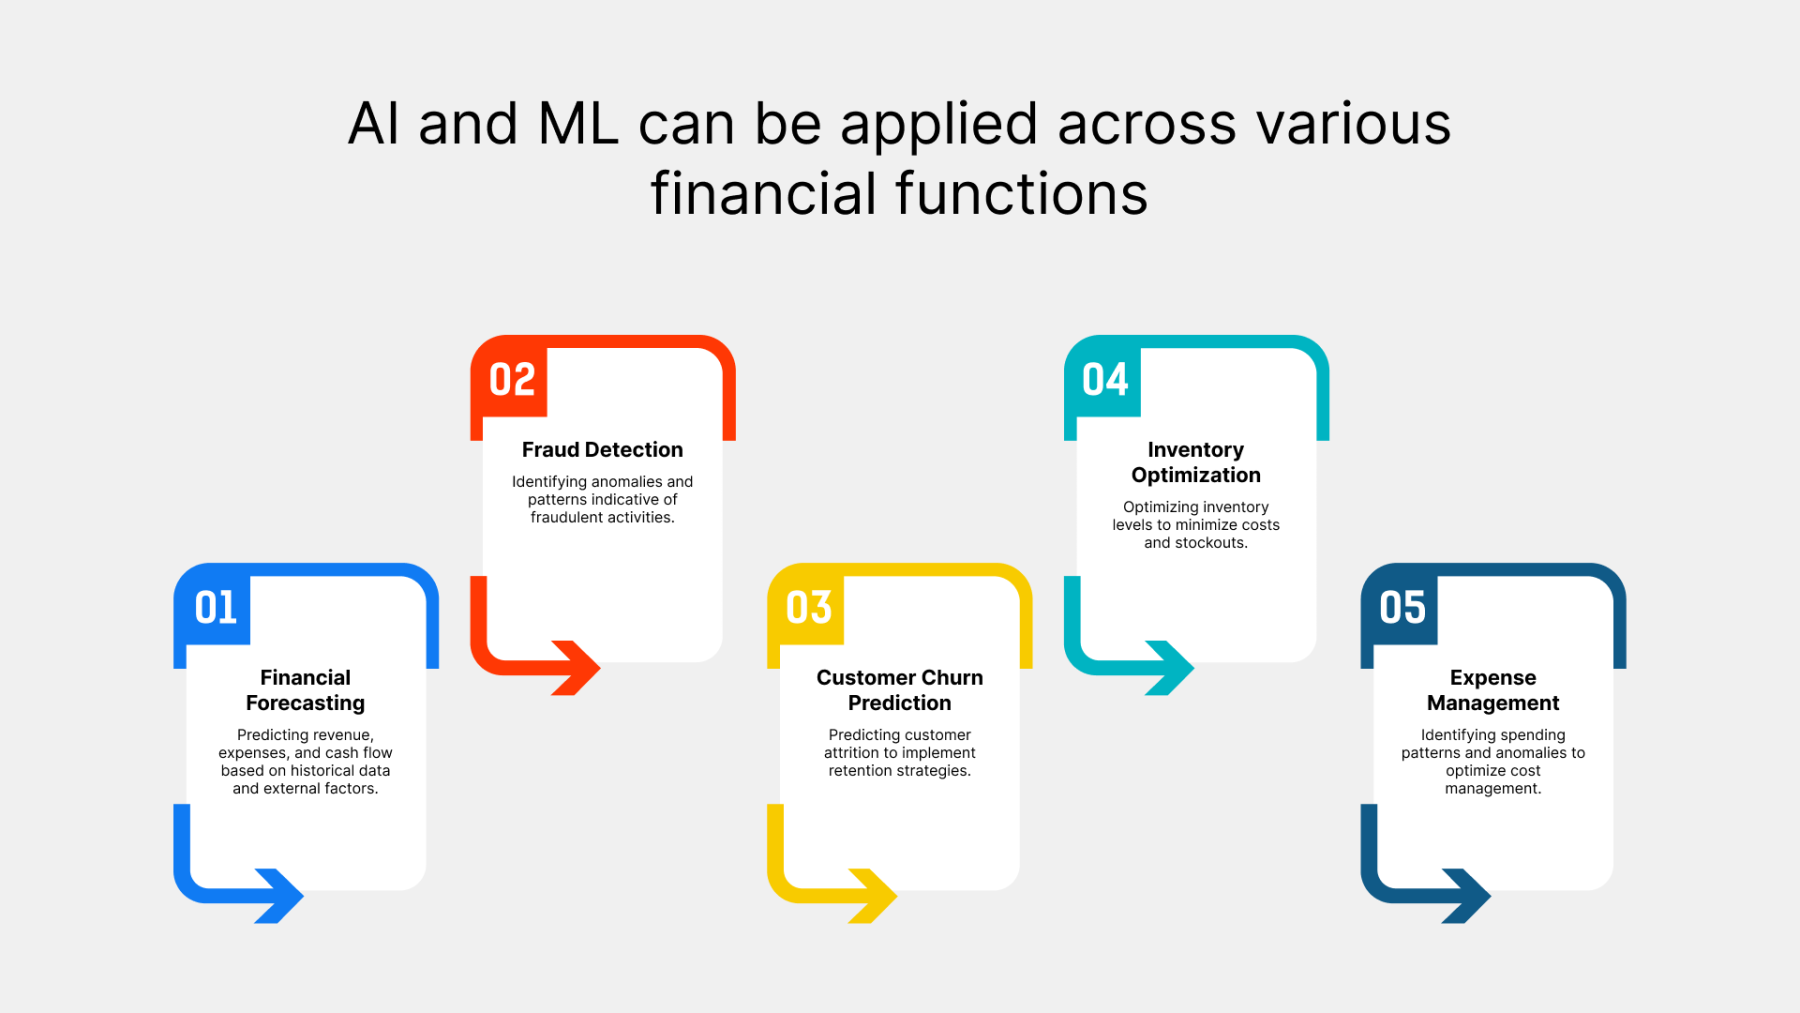 AI and ML can be applied across various
financial functions
01
Financial
Forecasting
Predicting revenue,
expenses, and cash flow
based on historical data
and external factors.
02
Fraud Detection
Identifying anomalies and
patterns indicative of
fraudulent activities.
03
Customer Churn
Prediction
Predicting customer
attrition to implement
retention strategies.
04
Inventory
Optimization
Optimizing inventory
levels to minimize costs
and stockouts.
05
Expense
Management
Identifying spending
patterns and anomalies to
optimize cost
management.